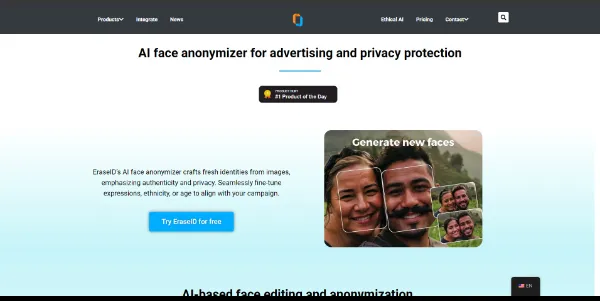 Products
Integrate
News
Ethical AI
Pricing
Contact
AI face anonymizer for advertising and privacy protection
PRODUCT HUNT
#1 Product of the Day
Generate new faces
EraseID's AI face anonymizer crafts fresh identities from images,
emphasizing authenticity and privacy. Seamlessly fine-tune
expressions, ethnicity, or age to align with your campaign.
Try EraseID for free
AI-based face editing and anonymization
EN